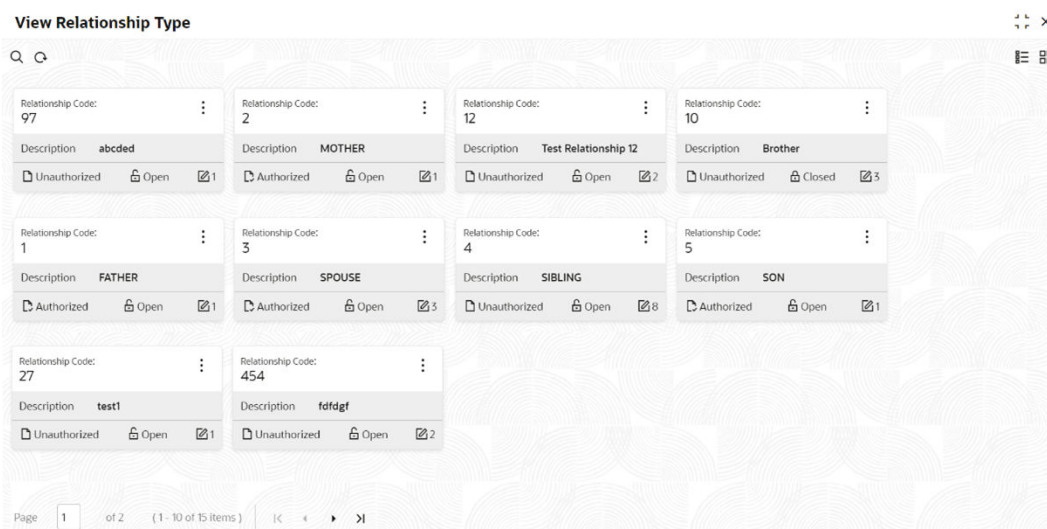 View Relationship Type
Relationship Code: Relationship Code: Relationship Code: Relationship Code:
97 2 12 10
Description abcded Description MOTHER Description Test Relationship 12 Description Brother
Unauthorized Open 1 Authorized Open 1 Unauthorized Open 2 Unauthorized Closed 3
Relationship Code: Relationship Code: Relationship Code: Relationship Code:
1 3 4 5
Description FATHER Description SPOUSE Description SIBLING Description SON
Authorized Open 1 Authorized Open 3 Unauthorized Open 8 Authorized Open 1
Relationship Code: Relationship Code:
27 454
Description test1 Description fdfdgf
Unauthorized Open 1 Unauthorized Open 2
Page 1 of 2 (1 - 10 of 15 items)